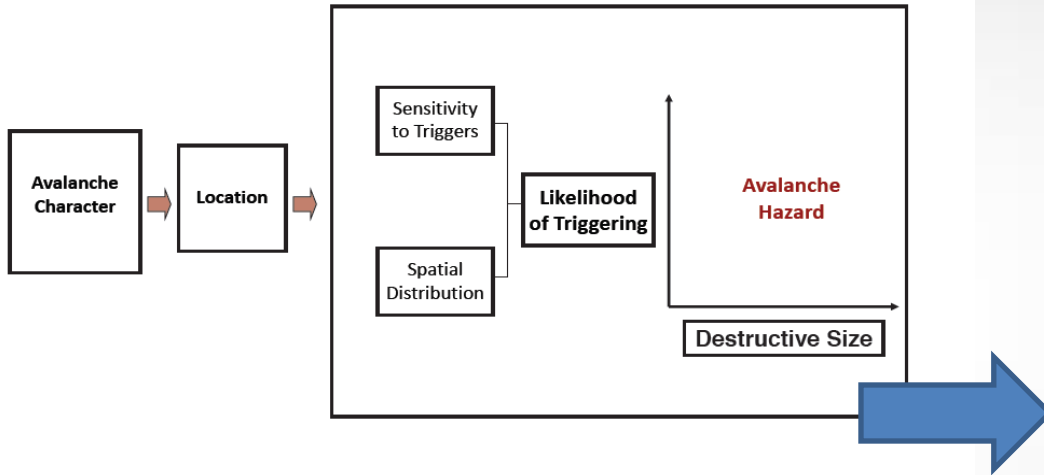 Avalanche
Character
Location
Sensitivity
to Triggers
Spatial
Distribution
Likelihood
of Triggering
Avalanche
Hazard
Destructive Size